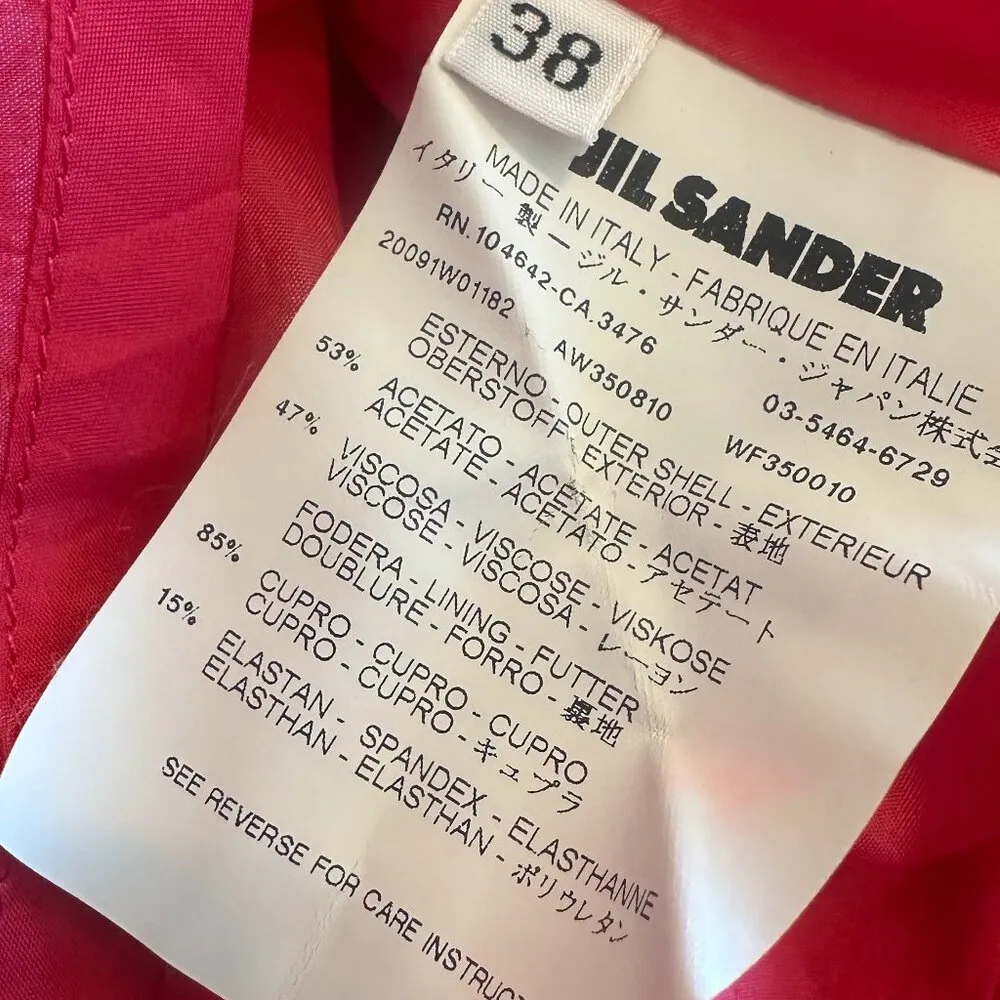 38
JIL SANDER
MADE IN ITALY - FABRIQUE EN ITALIE
イタリー製ージル・サンダー・ジャパン株式会
RN.104642-CA.3476 03-5464-6729
20091W01182 AW350810 WF350010
ESTERNO - OUTER SHELL - EXTERIEUR
OBERSTOFF - EXTERIOR - 表地
53% ACETATO - ACETATE - ACETAT
ACETATE - ACETATO - アセテート
47% VISCOSA - VISCOSE - VISKOSE
VISCOSE - VISCOSA - レーヨン
FODERA - LINING - FUTTER
DOUBLURE - FORRO - 裏地
85% CUPRO - CUPRO - CUPRO
CUPRO - CUPRO - キュプラ
15% ELASTAN - SPANDEX - ELASTHANNE
ELASTHAN - ELASTHAN - ポリウレタン
SEE REVERSE FOR CARE INSTRUC